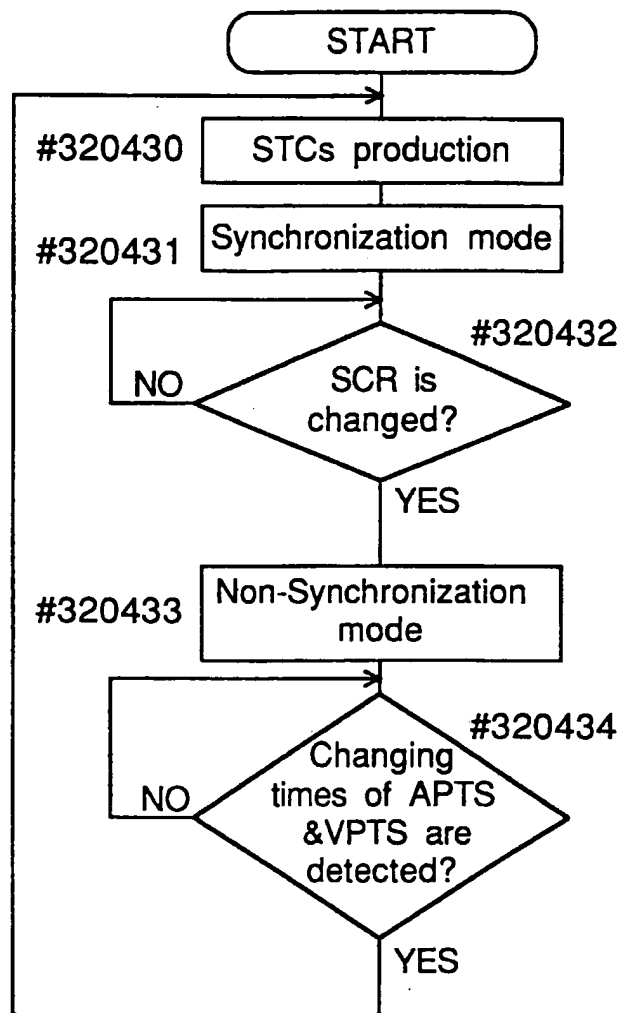 START
#320430
STCs production
#320431
Synchronization mode
#320432
SCR is
changed?
NO
YES
#320433
Non-Synchronization
mode
#320434
Changing
times of APTS
&VPTS are
detected?
NO
YES